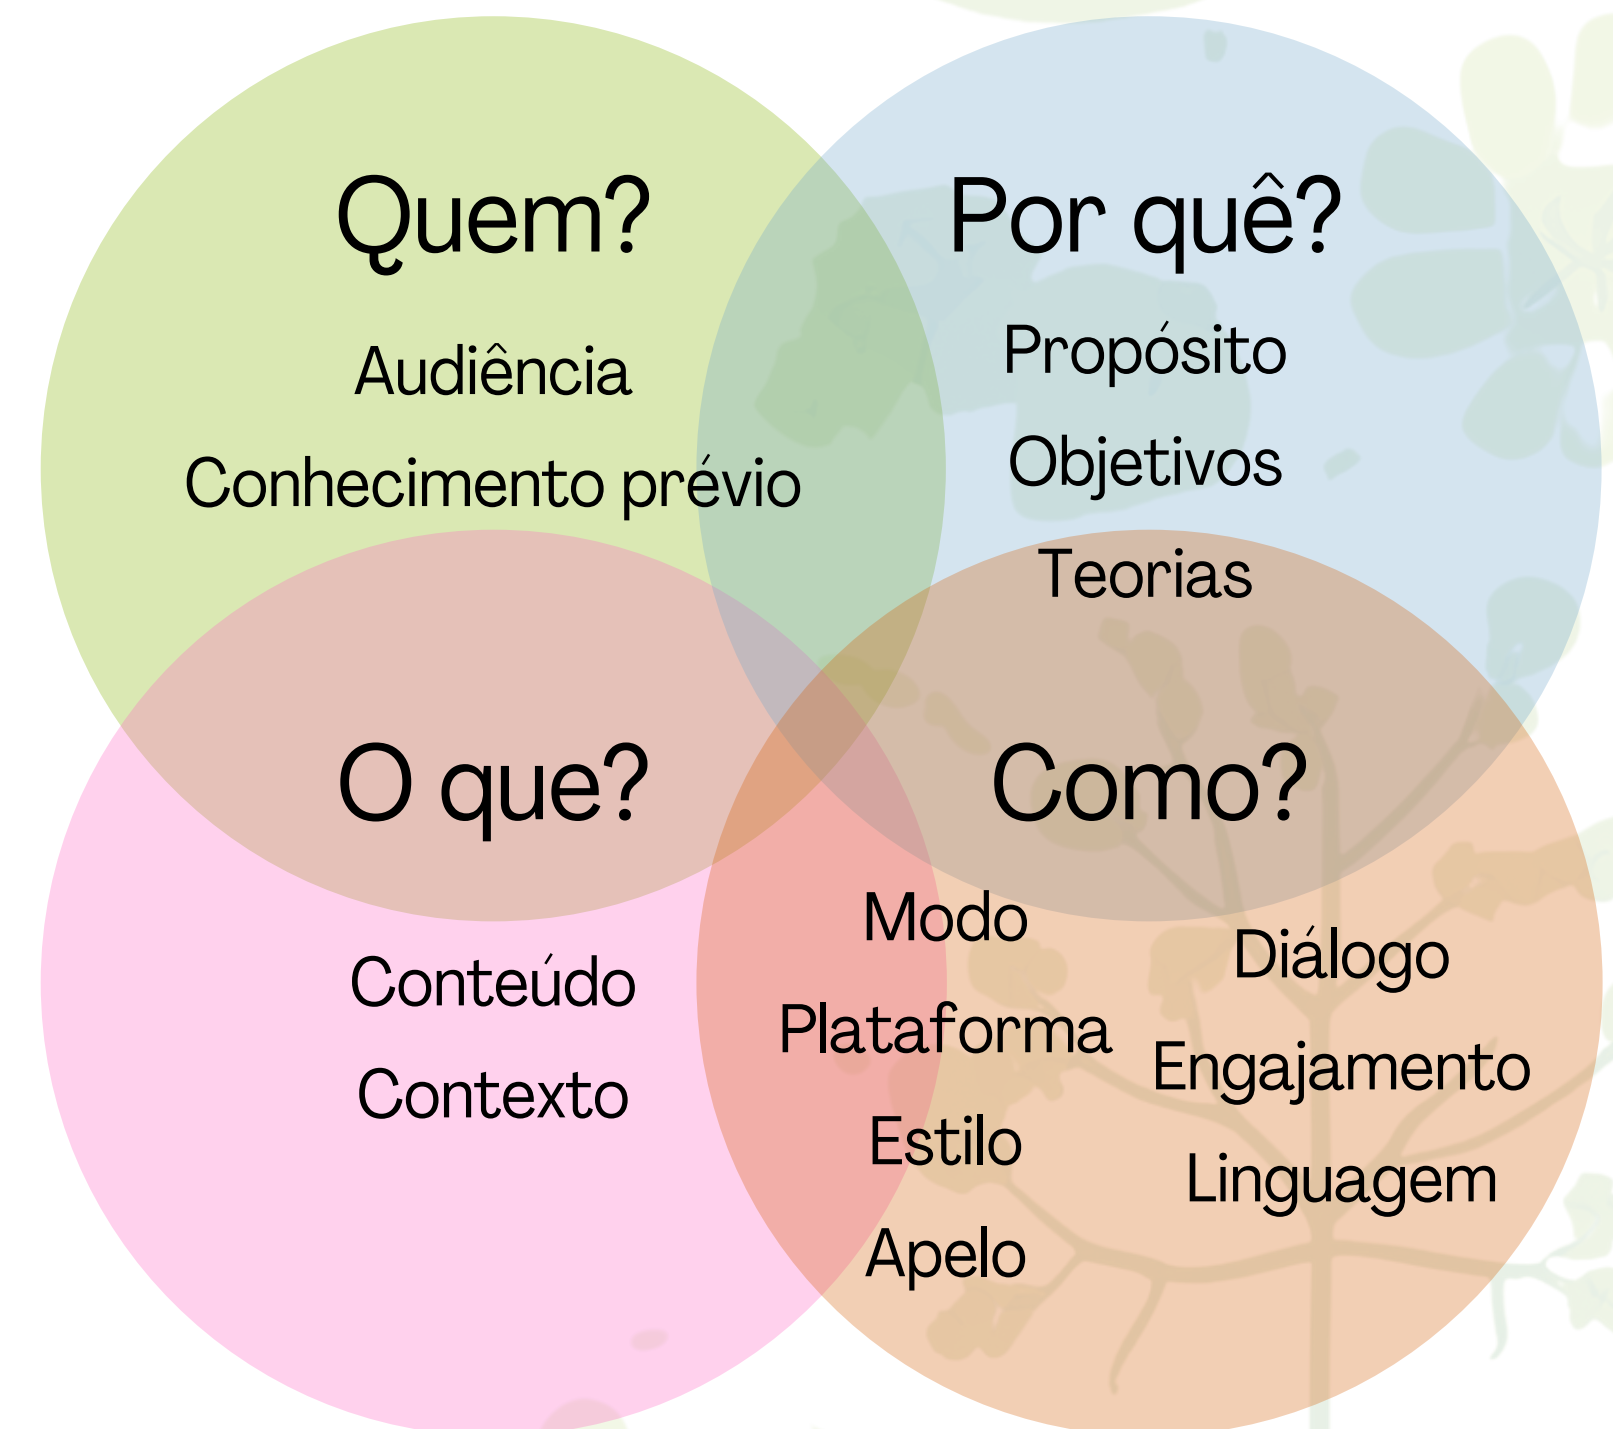 Quem?
Audiência
Conhecimento prévio
Por quê?
Propósito
Objetivos
Teorias
O que?
Conteúdo
Contexto
Como?
Modo
Plataforma
Estilo
Apelo
Diálogo
Engajamento
Linguagem